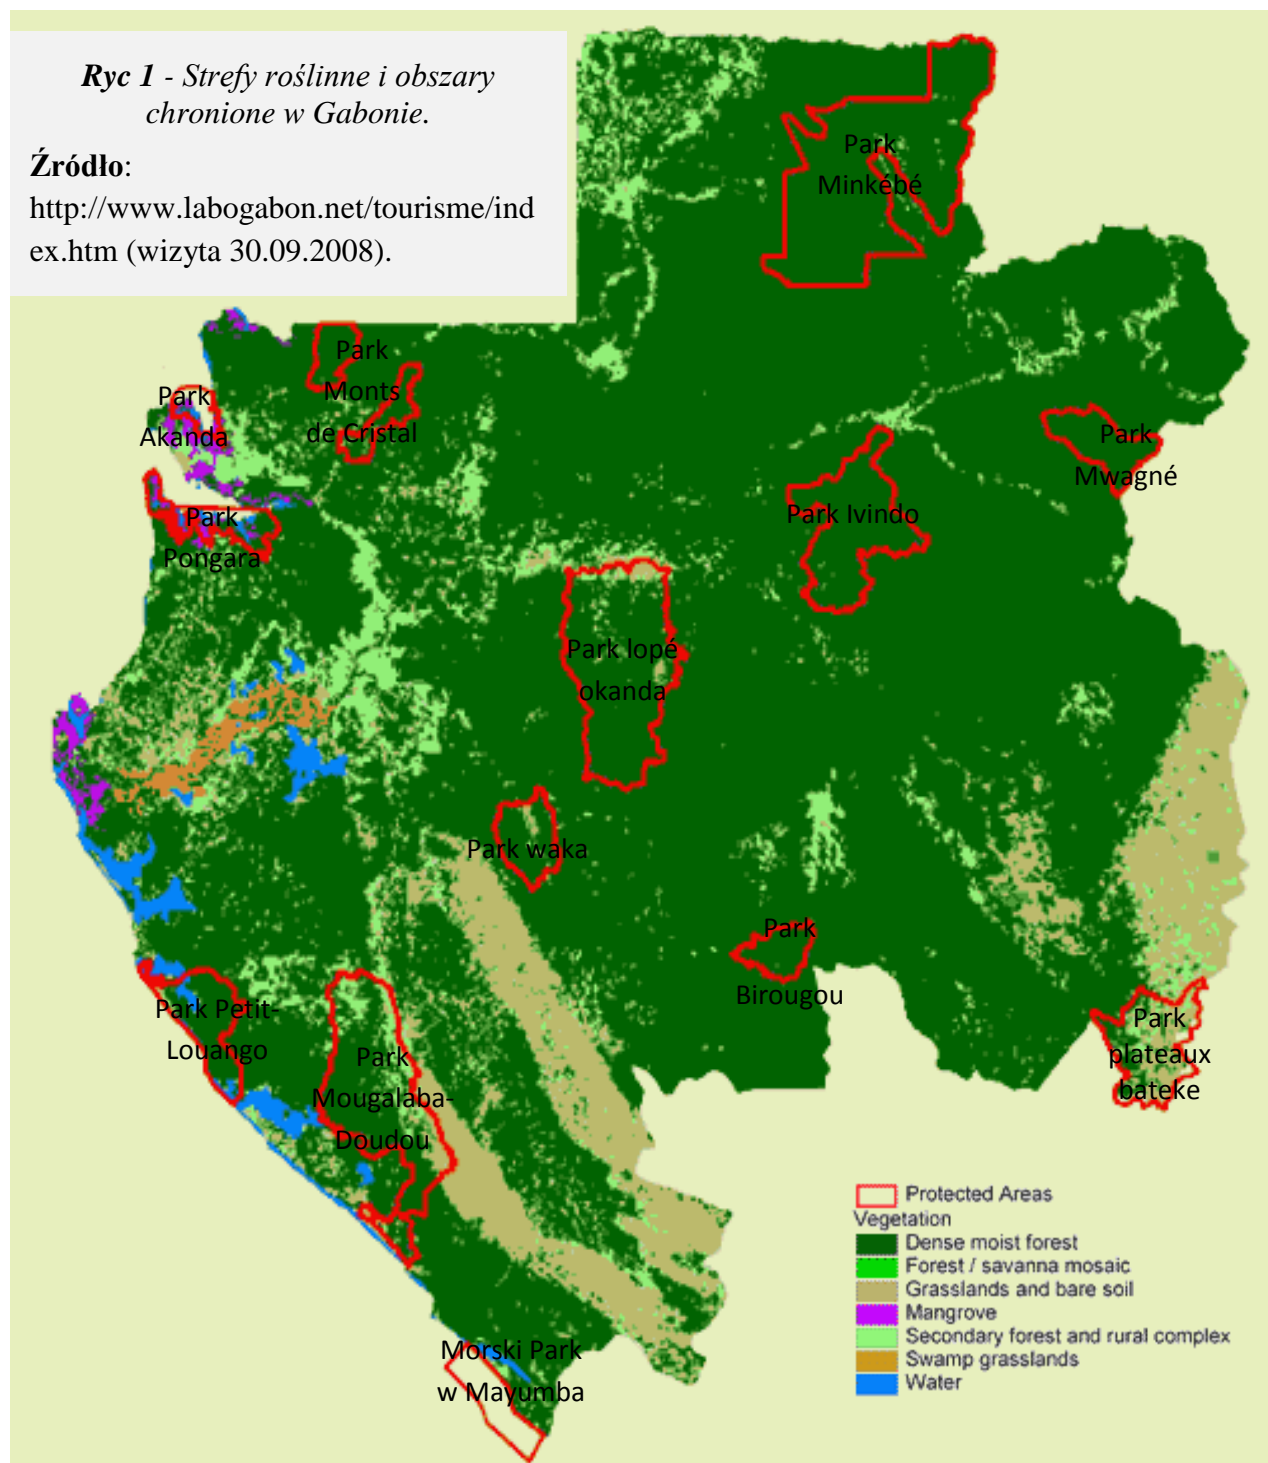 Ryc 1 - Strefy roślinne i obszary
chronione w Gabonie.
Źródło:
http://www.labogabon.net/tourisme/ind
ex.htm (wizyta 30.09.2008).
Park
Minkébé
Park
Monts
de Cristal
Park
Akanda
Park
Mwagné
Park Ivindo
Park
Pongara
Park lopé
okanda
Park waka
Park
Birougou
Park Petit-
Louango
Park
Mougalaba-
Doudou
Park
plateaux
bateke
Morski Park
w Mayumba
Protected Areas
Vegetation
Dense moist forest
Forest / savanna mosaic
Grasslands and bare soil
Mangrove
Secondary forest and rural complex
Swamp grasslands
Water